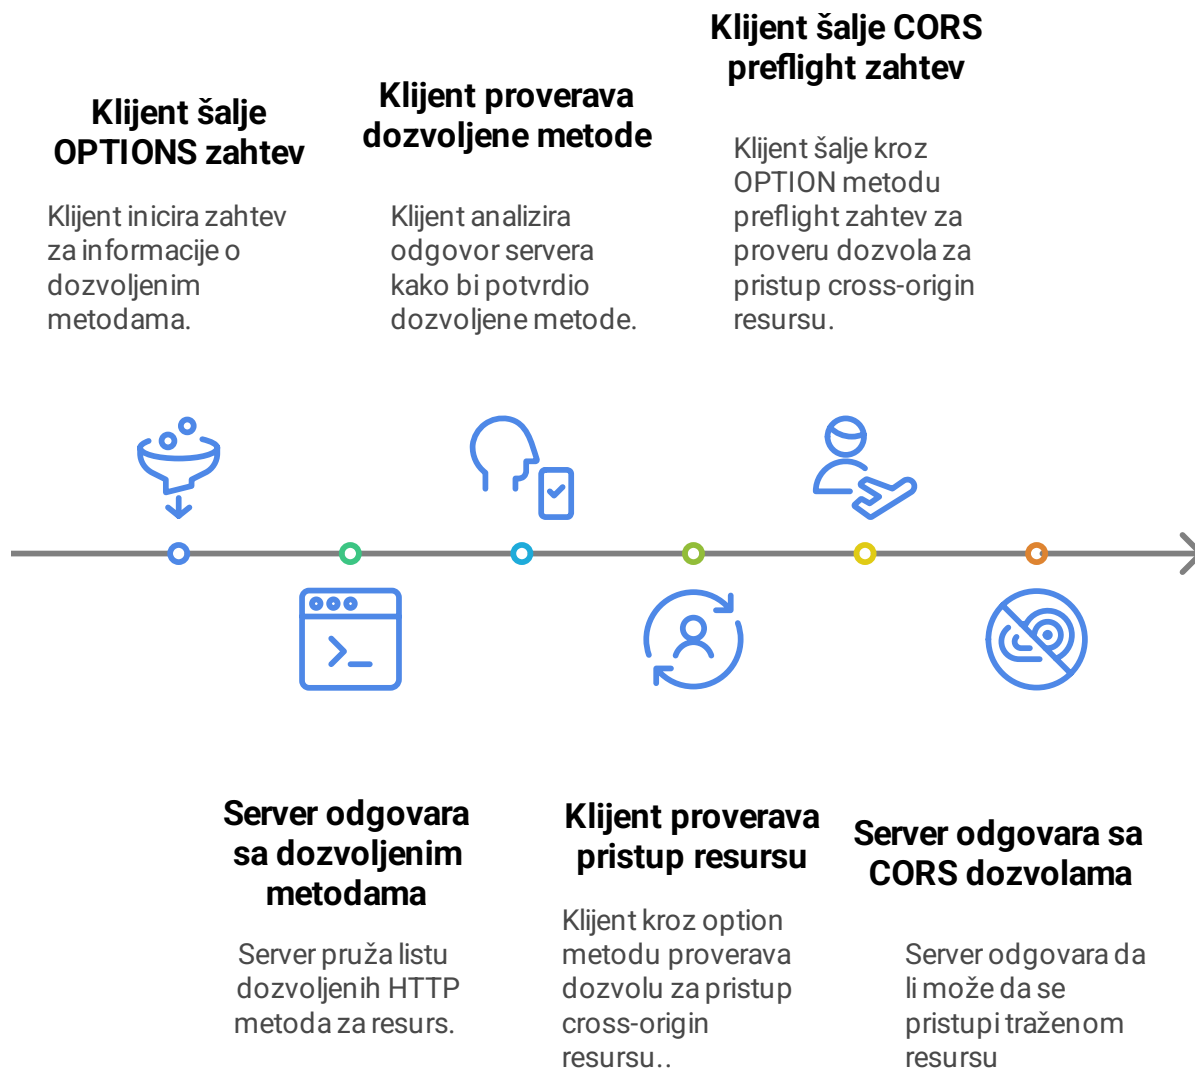 Klijent šalje
OPTIONS zahtev
Klijent inicira zahtev
za informacije o
dozvoljenim
metodama.
Server odgovara
sa dozvoljenim
metodama
Server pruža listu
dozvoljenih HTTP
metoda za resurs.
Klijent proverava
dozvoljene metode
Klijent analizira
odgovor servera
kako bi potvrdio
dozvoljene metode.
Klijent proverava
pristup resursu
Klijent kroz option
metodu proverava
dozvolu za pristup
cross-origin
resursu..
Klijent šalje CORS
preflight zahtev
Klijent šalje kroz
OPTION metodu
preflight zahtev za
proveru dozvola za
pristup cross-origin
resursu.
Server odgovara sa
CORS dozvolama
Server odgovara da
li može da se
pristupi traženom
resursu